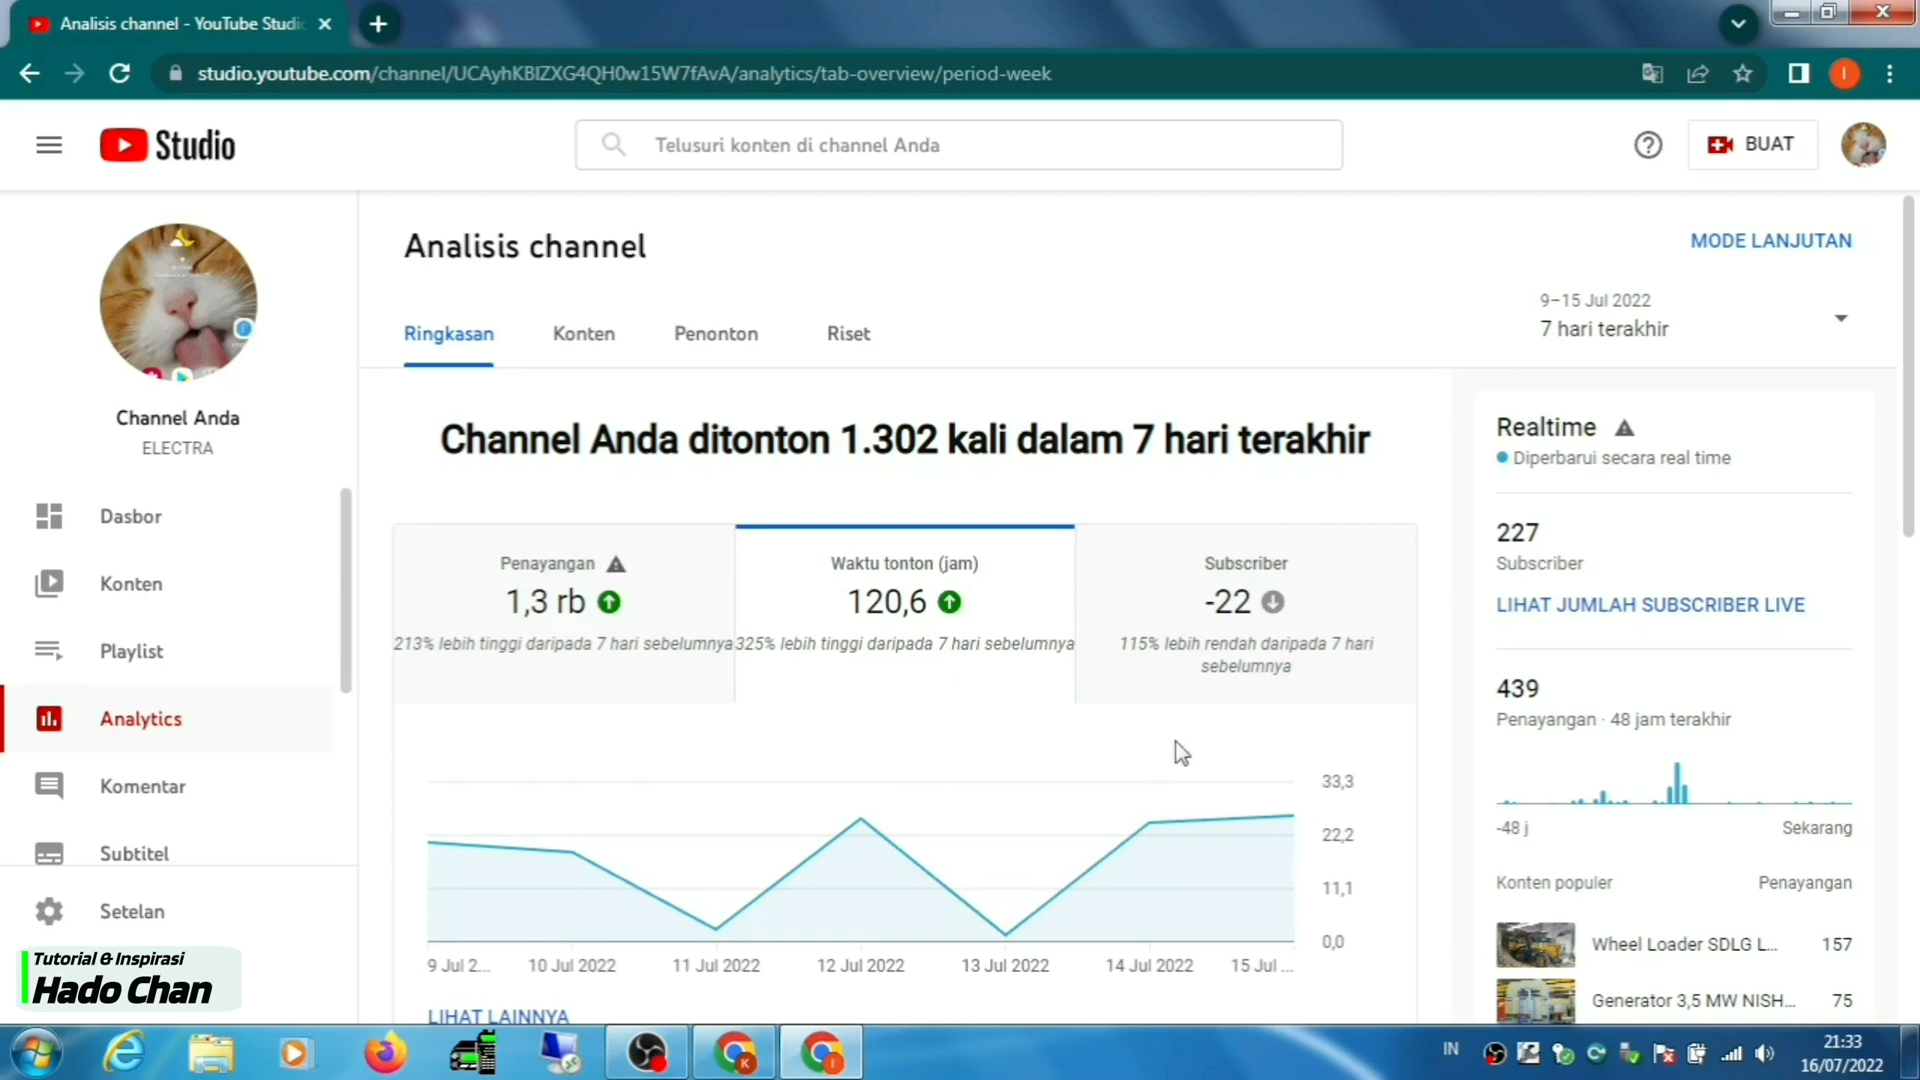 Analisis channel - YouTube Studio
studio.youtube.com/channel/UCAyhKBIZXG4QH0w15W7fAvA/analytics/tab-overview/period-week
Studio
Telusuri konten di channel Anda
BUAT
Channel Anda
ELECTRA
Dasbor
Konten
Playlist
Analytics
Komentar
Subtitel
Setelan
Tutorial & Inspirasi
Hado Chan
Analisis channel
MODE LANJUTAN
9–15 Jul 2022
7 hari terakhir
Ringkasan
Konten
Penonton
Riset
Channel Anda ditonton 1.302 kali dalam 7 hari terakhir
Penayangan
1,3 rb
213% lebih tinggi daripada 7 hari sebelumnya
Waktu tonton (jam)
120,6
325% lebih tinggi daripada 7 hari sebelumnya
Subscriber
-22
115% lebih rendah daripada 7 hari
sebelumnya
33,3
22,2
11,1
0,0
9 Jul 2...
10 Jul 2022
11 Jul 2022
12 Jul 2022
13 Jul 2022
14 Jul 2022
15 Jul ...
LIHAT LAINNYA
Realtime
Diperbarui secara real time
227
Subscriber
LIHAT JUMLAH SUBSCRIBER LIVE
439
Penayangan · 48 jam terakhir
-48 j
Sekarang
Konten populer
Penayangan
Wheel Loader SDLG L...
157
Generator 3,5 MW NISH...
75
IN
21:33
16/07/2022